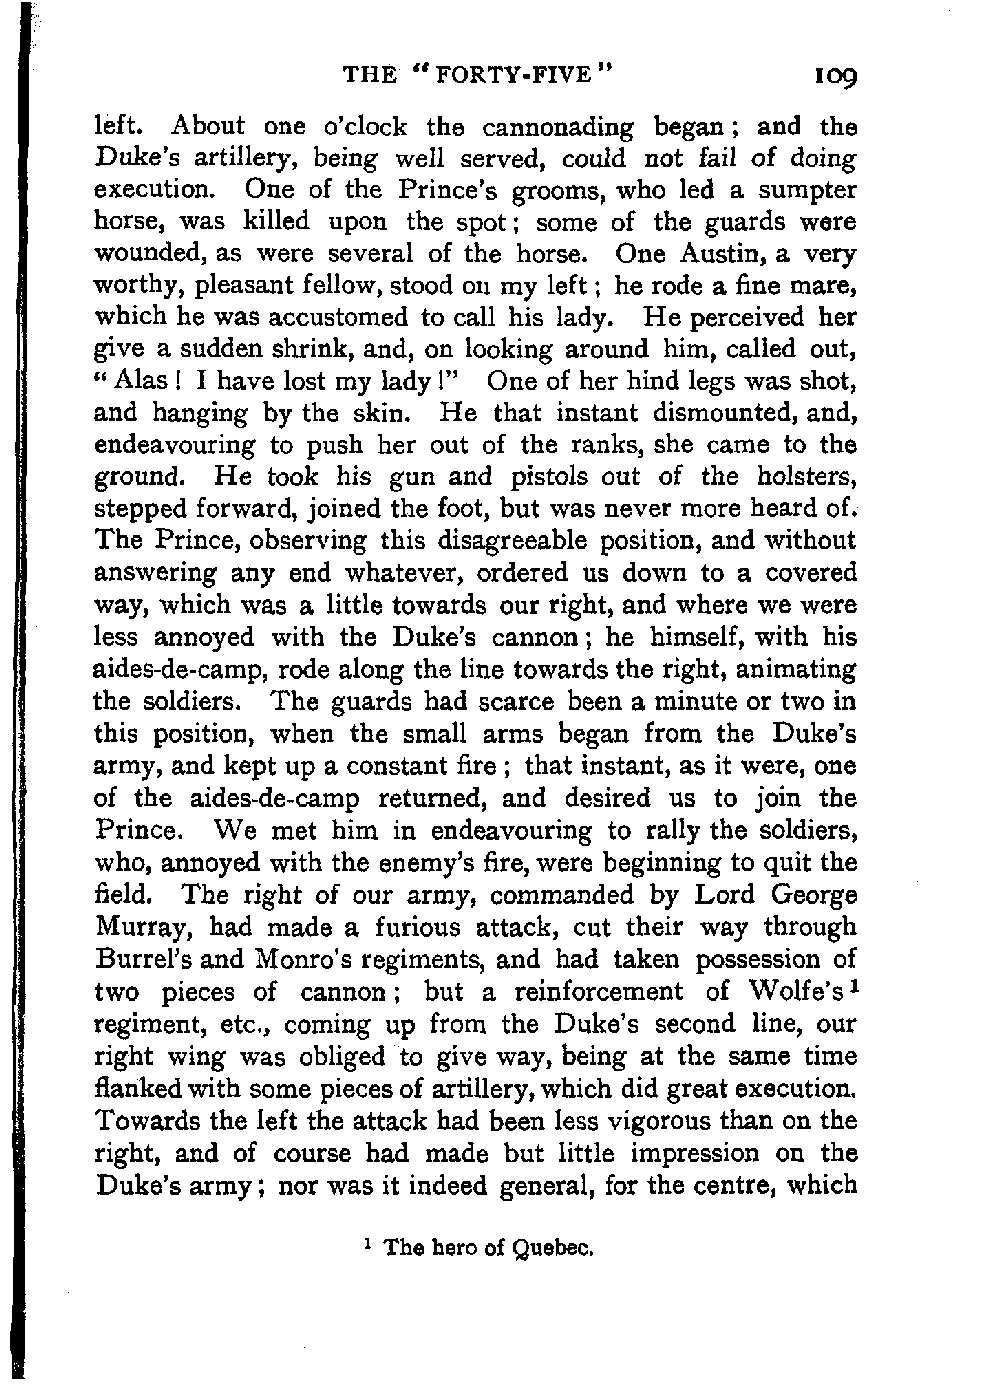 THE "FORTY-FIVE" 109
left. About one o'clock the cannonading began; and the
Duke's artillery, being well served, could not fail of doing
execution. One of the Prince's grooms, who led a sumpter
horse, was killed upon the spot; some of the guards were
wounded, as were several of the horse. One Austin, a very
worthy, pleasant fellow, stood on my left; he rode a fine mare,
which he was accustomed to call his lady. He perceived her
give a sudden shrink, and, on looking around him, called out,
"Alas! I have lost my lady!" One of her hind legs was shot,
and hanging by the skin. He that instant dismounted, and,
endeavouring to push her out of the ranks, she came to the
ground. He took his gun and pistols out of the holsters,
stepped forward, joined the foot, but was never more heard of.
The Prince, observing this disagreeable position, and without
answering any end whatever, ordered us down to a covered
way, which was a little towards our right, and where we were
less annoyed with the Duke's cannon; he himself, with his
aides-de-camp, rode along the line towards the right, animating
the soldiers. The guards had scarce been a minute or two in
this position, when the small arms began from the Duke's
army, and kept up a constant fire; that instant, as it were, one
of the aides-de-camp returned, and desired us to join the
Prince. We met him in endeavouring to rally the soldiers,
who, annoyed with the enemy's fire, were beginning to quit the
field. The right of our army, commanded by Lord George
Murray, had made a furious attack, cut their way through
Burrel's and Monro's regiments, and had taken possession of
two pieces of cannon; but a reinforcement of Wolfe's¹
regiment, etc., coming up from the Duke's second line, our
right wing was obliged to give way, being at the same time
flanked with some pieces of artillery, which did great execution.
Towards the left the attack had been less vigorous than on the
right, and of course had made but little impression on the
Duke's army; nor was it indeed general, for the centre, which
¹ The hero of Quebec.